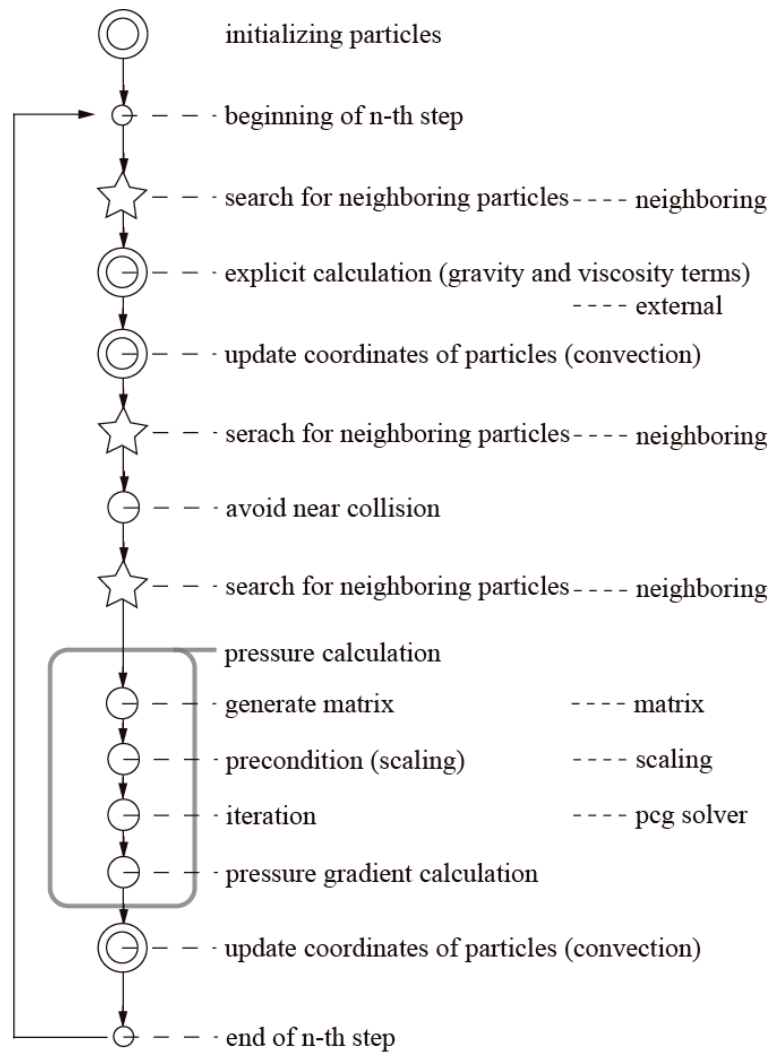 initializing particles
beginning of n-th step
search for neighboring particles ---- neighboring
explicit calculation (gravity and viscosity terms)
---- external
update coordinates of particles (convection)
serach for neighboring particles ---- neighboring
avoid near collision
search for neighboring particles ---- neighboring
pressure calculation
generate matrix ---- matrix
precondition (scaling) ---- scaling
iteration ---- pcg solver
pressure gradient calculation
update coordinates of particles (convection)
end of n-th step